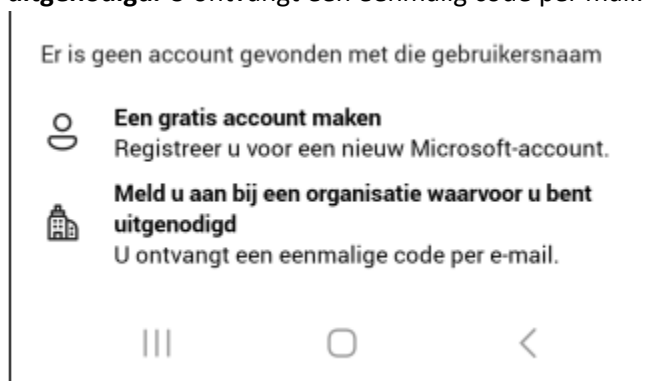 uitgenodigd. U ontvangt een eenmalig code per mail.
Er is geen account gevonden met die gebruikersnaam
Een gratis account maken
Registreer u voor een nieuw Microsoft-account.
Meld u aan bij een organisatie waarvoor u bent
uitgenodigd
U ontvangt een eenmalige code per e-mail.